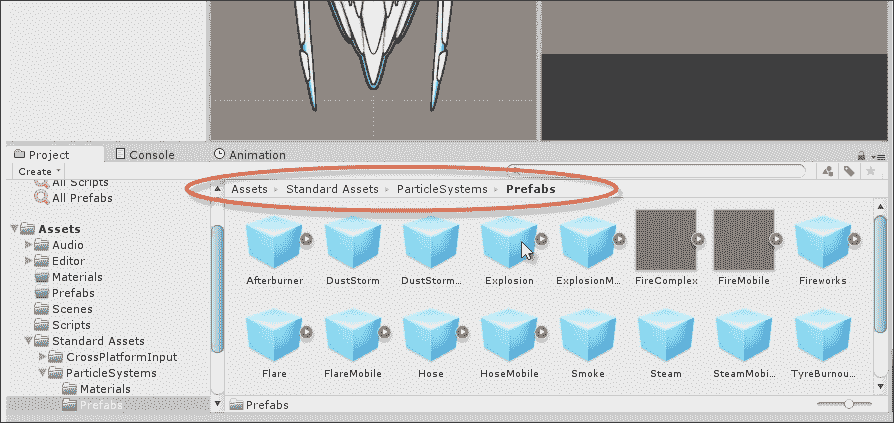 Project Console Animation
Create
All Scripts
All Prefabs
Assets
Audio
Editor
Materials
Prefabs
Scenes
Scripts
Standard Assets
CrossPlatformInput
ParticleSystems
Materials
Prefabs
Assets Standard Assets ParticleSystems Prefabs
Afterburner DustStorm DustStorm... Explosion ExplosionM... FireComplex FireMobile Fireworks
Flare FlareMobile Hose HoseMobile Smoke Steam SteamMobi... TyreBurnou...
Prefabs